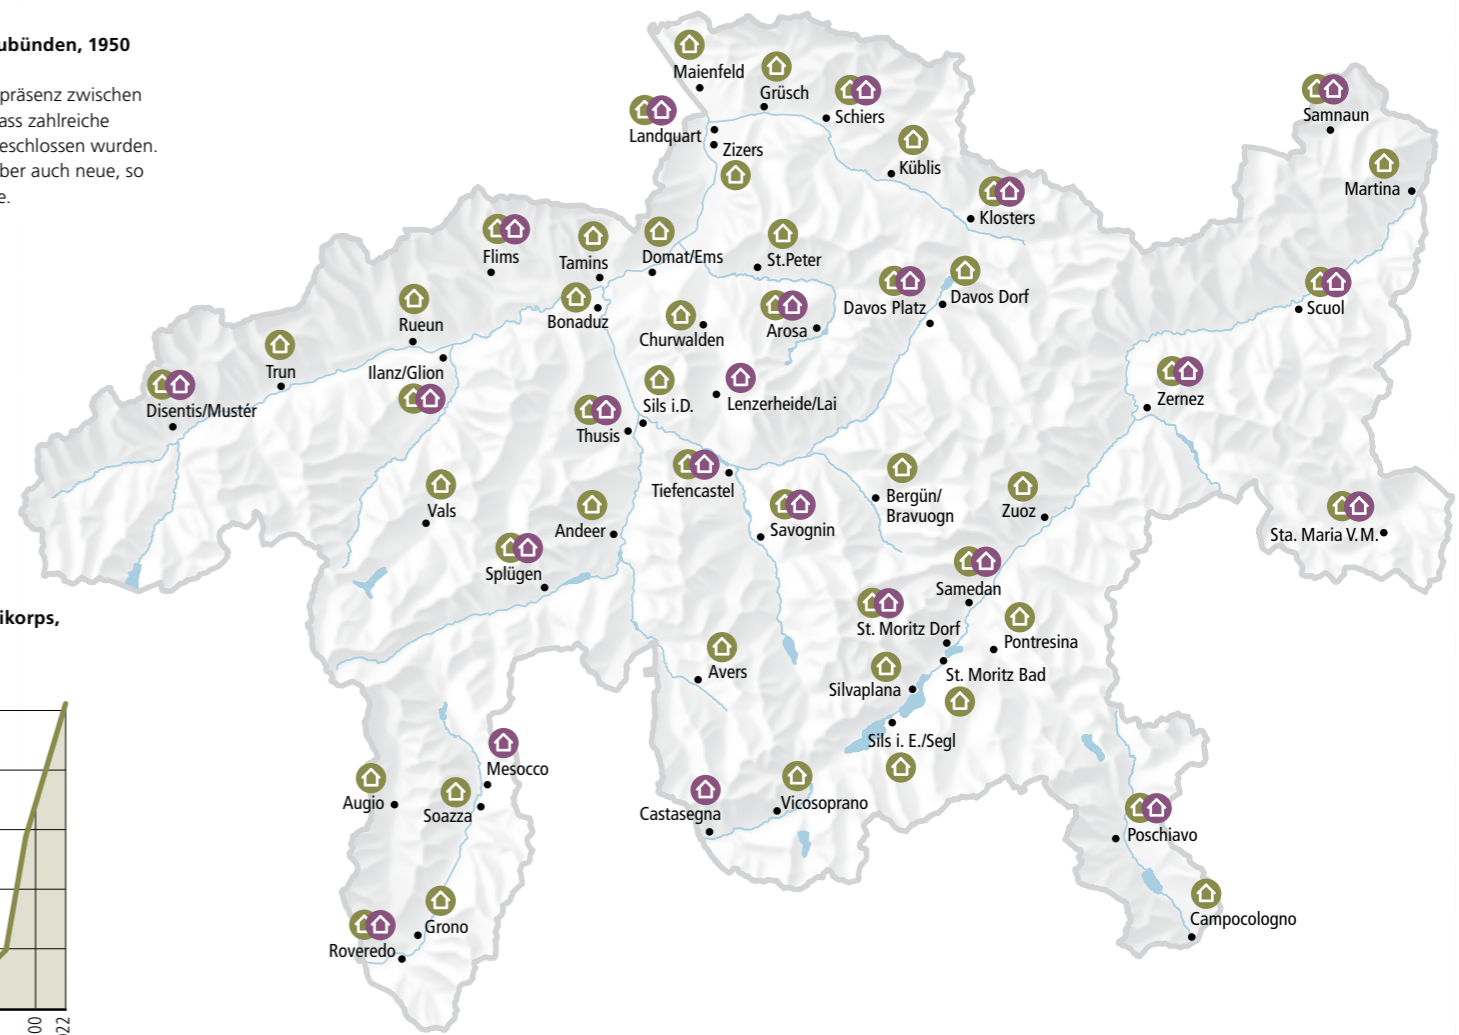 ubünden, 1950
präsenz zwischen
ass zahlreiche
eschlossen wurden.
ber auch neue, so
e.
ikorps,
00
022
Maienfeld
Grüsch
Schiers
Landquart
Zizers
Küblis
Klosters
Samnaun
Martina
Flims
Tamins
Domat/Ems
St.Peter
Davos Dorf
Davos Platz
Scuol
Rueun
Bonaduz
Churwalden
Arosa
Trun
Ilanz/Glion
Disentis/Mustér
Sils i.D.
Lenzerheide/Lai
Zernez
Thusis
Tiefencastel
Vals
Andeer
Savognin
Bergün/
Bravuogn
Zuoz
Sta. Maria V.M.
Splügen
Samedan
St. Moritz Dorf
Pontresina
Avers
Silvaplana
St. Moritz Bad
Sils i. E./Segl
Mesocco
Augio
Soazza
Castasegna
Vicosoprano
Poschiavo
Grono
Roveredo
Campocologno